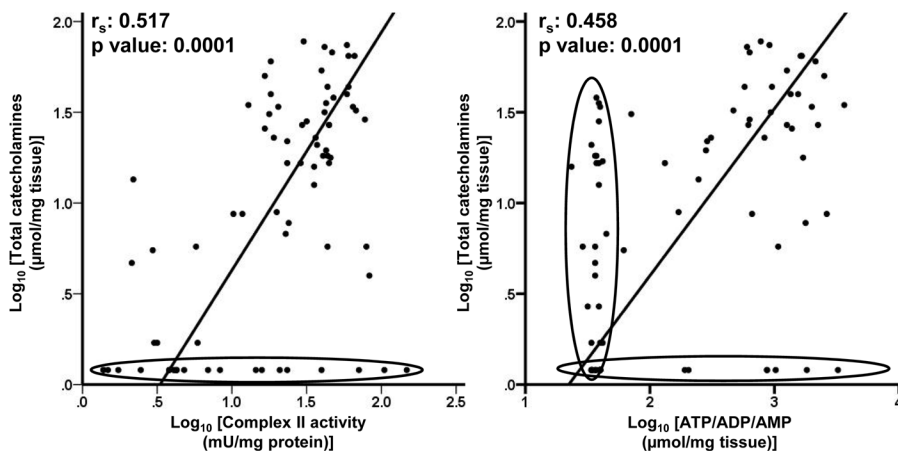 r_s: 0.517
p value: 0.0001
Log₁₀ [Total catecholamines
(µmol/mg tissue)]
2.0
1.5
1.0
.5
.0
.0
.5
1.0
1.5
2.0
2.5
Log₁₀ [Complex II activity
(mU/mg protein)]
r_s: 0.458
p value: 0.0001
Log₁₀ [Total catecholamines
(µmol/mg tissue)]
2.0
1.5
1.0
.5
.0
1
2
3
4
Log₁₀ [ATP/ADP/AMP
(µmol/mg tissue)]